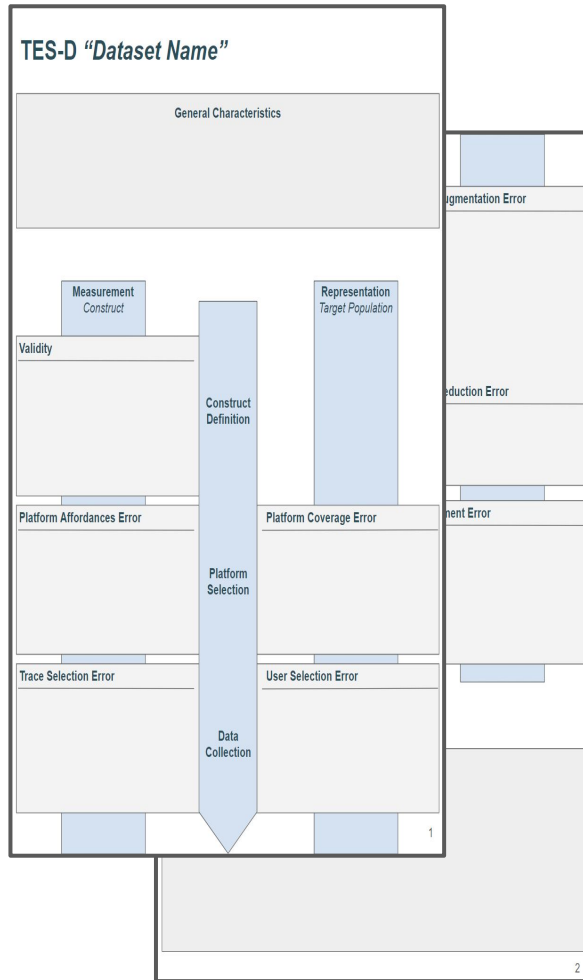 TES-D “Dataset Name”
General Characteristics
Measurement
Construct
Representation
Target Population
Validity
Construct
Definition
Platform Affordances Error
Platform Coverage Error
Platform
Selection
Trace Selection Error
User Selection Error
Data
Collection
1
ugmentation Error
eduction Error
ment Error
2